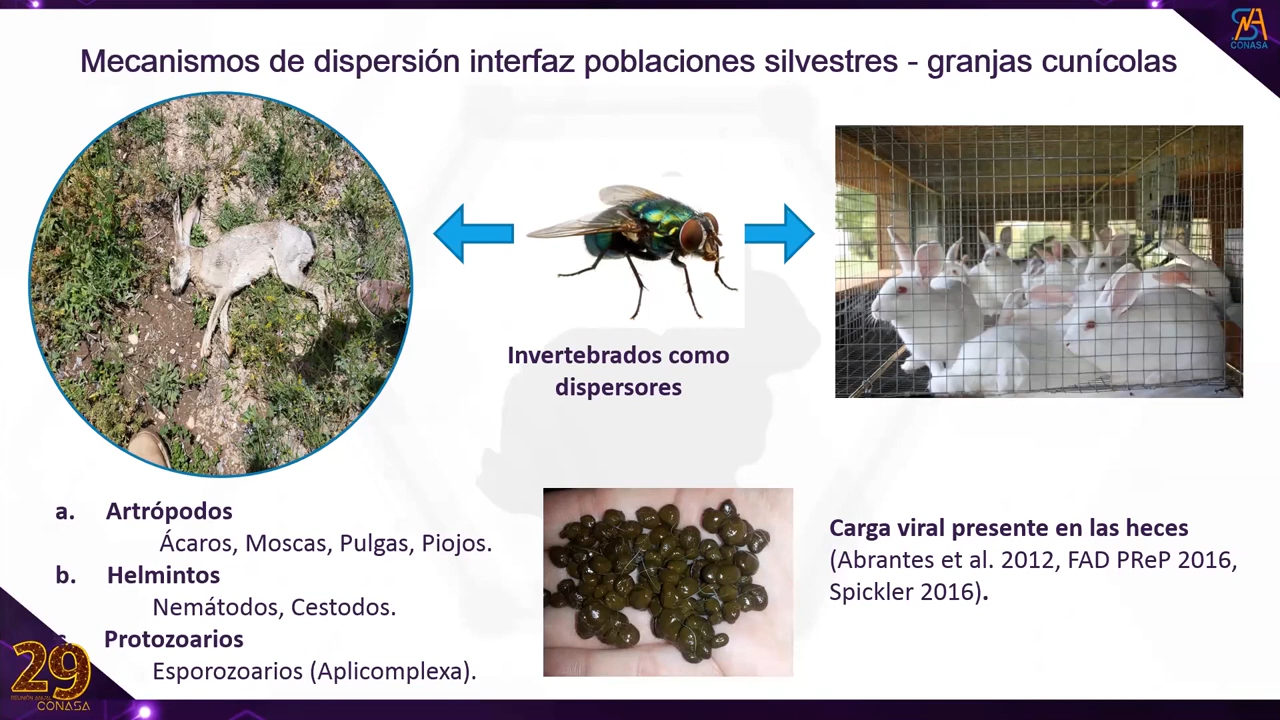 CONASA
Mecanismos de dispersión interfaz poblaciones silvestres - granjas cunícolas
Invertebrados como
dispersores
a. Artrópodos
Ácaros, Moscas, Pulgas, Piojos.
b. Helmintos
Nemátodos, Cestodos.
c. Protozoarios
Esporozoarios (Aplicomplexa).
Carga viral presente en las heces
(Abrantes et al. 2012, FAD PReP 2016,
Spickler 2016).
29
REUNIÓN ANUAL
CONASA